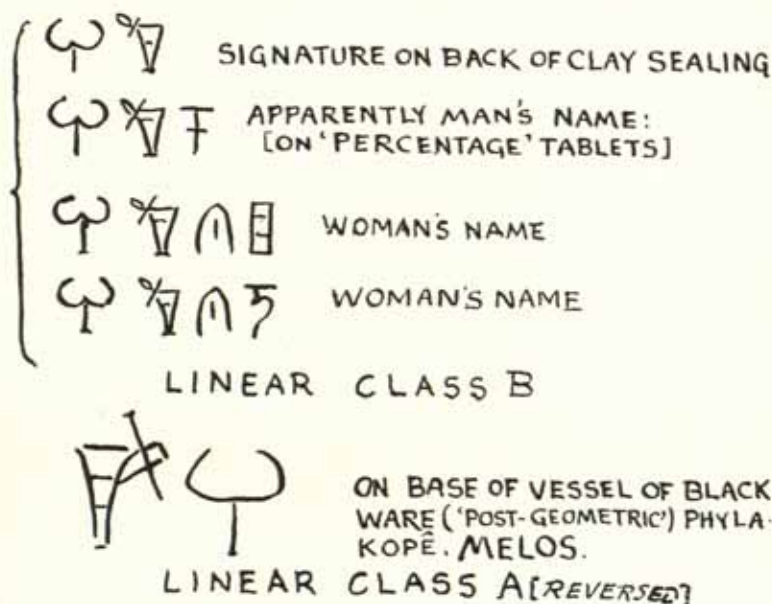 SIGNATURE ON BACK OF CLAY SEALING
APPARENTLY MAN'S NAME:
[ON 'PERCENTAGE' TABLETS]
WOMAN'S NAME
WOMAN'S NAME
LINEAR CLASS B
ON BASE OF VESSEL OF BLACK
WARE ('POST-GEOMETRIC') PHYLA-
KOPÊ. MELOS.
LINEAR CLASS A [REVERSED]